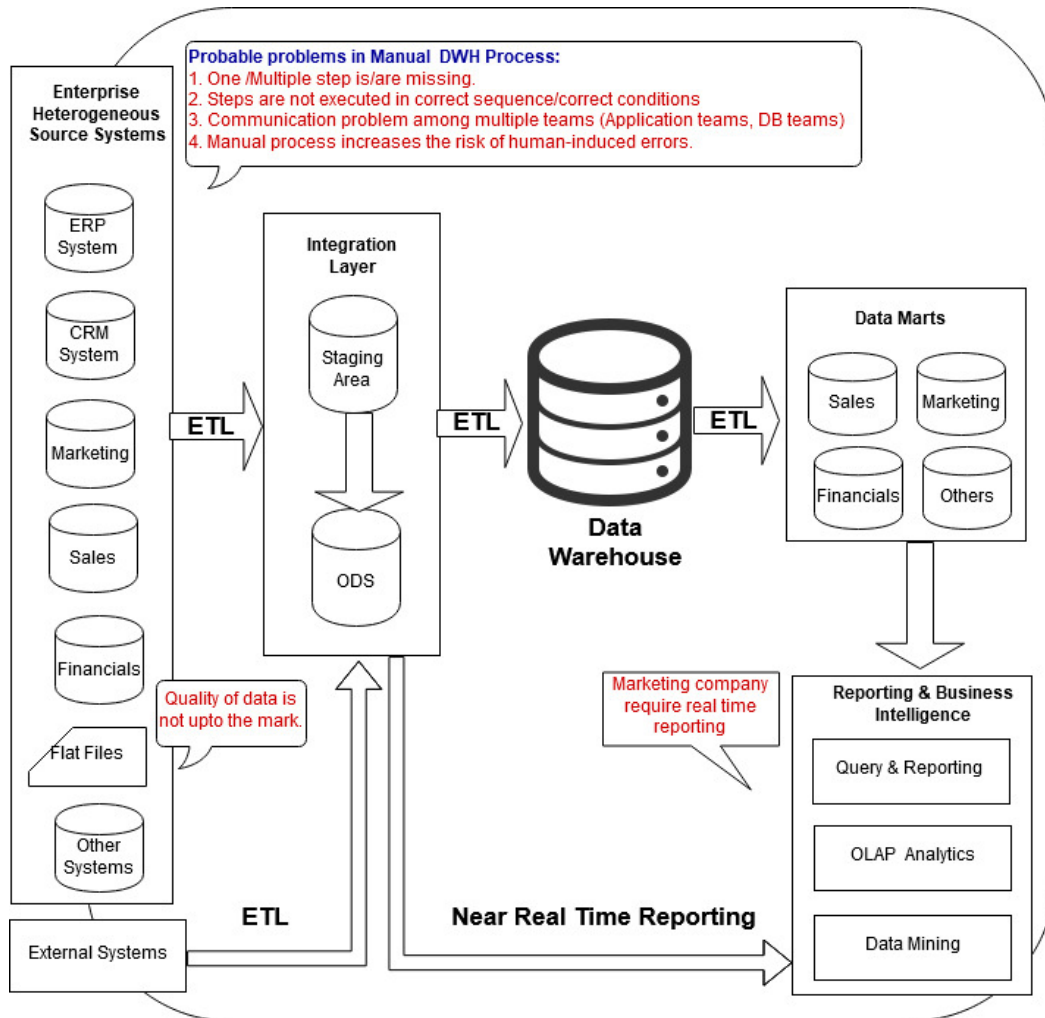 Probable problems in Manual DWH Process:
1. One /Multiple step is/are missing.
2. Steps are not executed in correct sequence/correct conditions
3. Communication problem among multiple teams (Application teams, DB teams)
4. Manual process increases the risk of human-induced errors.
Enterprise
Heterogeneous
Source Systems
ERP
System
CRM
System
Marketing
Sales
Financials
Flat Files
Other
Systems
External Systems
Quality of data is
not upto the mark.
ETL
Integration
Layer
Staging
Area
ODS
ETL
Data
Warehouse
ETL
Data Marts
Sales
Marketing
Financials
Others
Marketing company
require real time
reporting
Reporting & Business
Intelligence
Query & Reporting
OLAP Analytics
Data Mining
ETL
Near Real Time Reporting